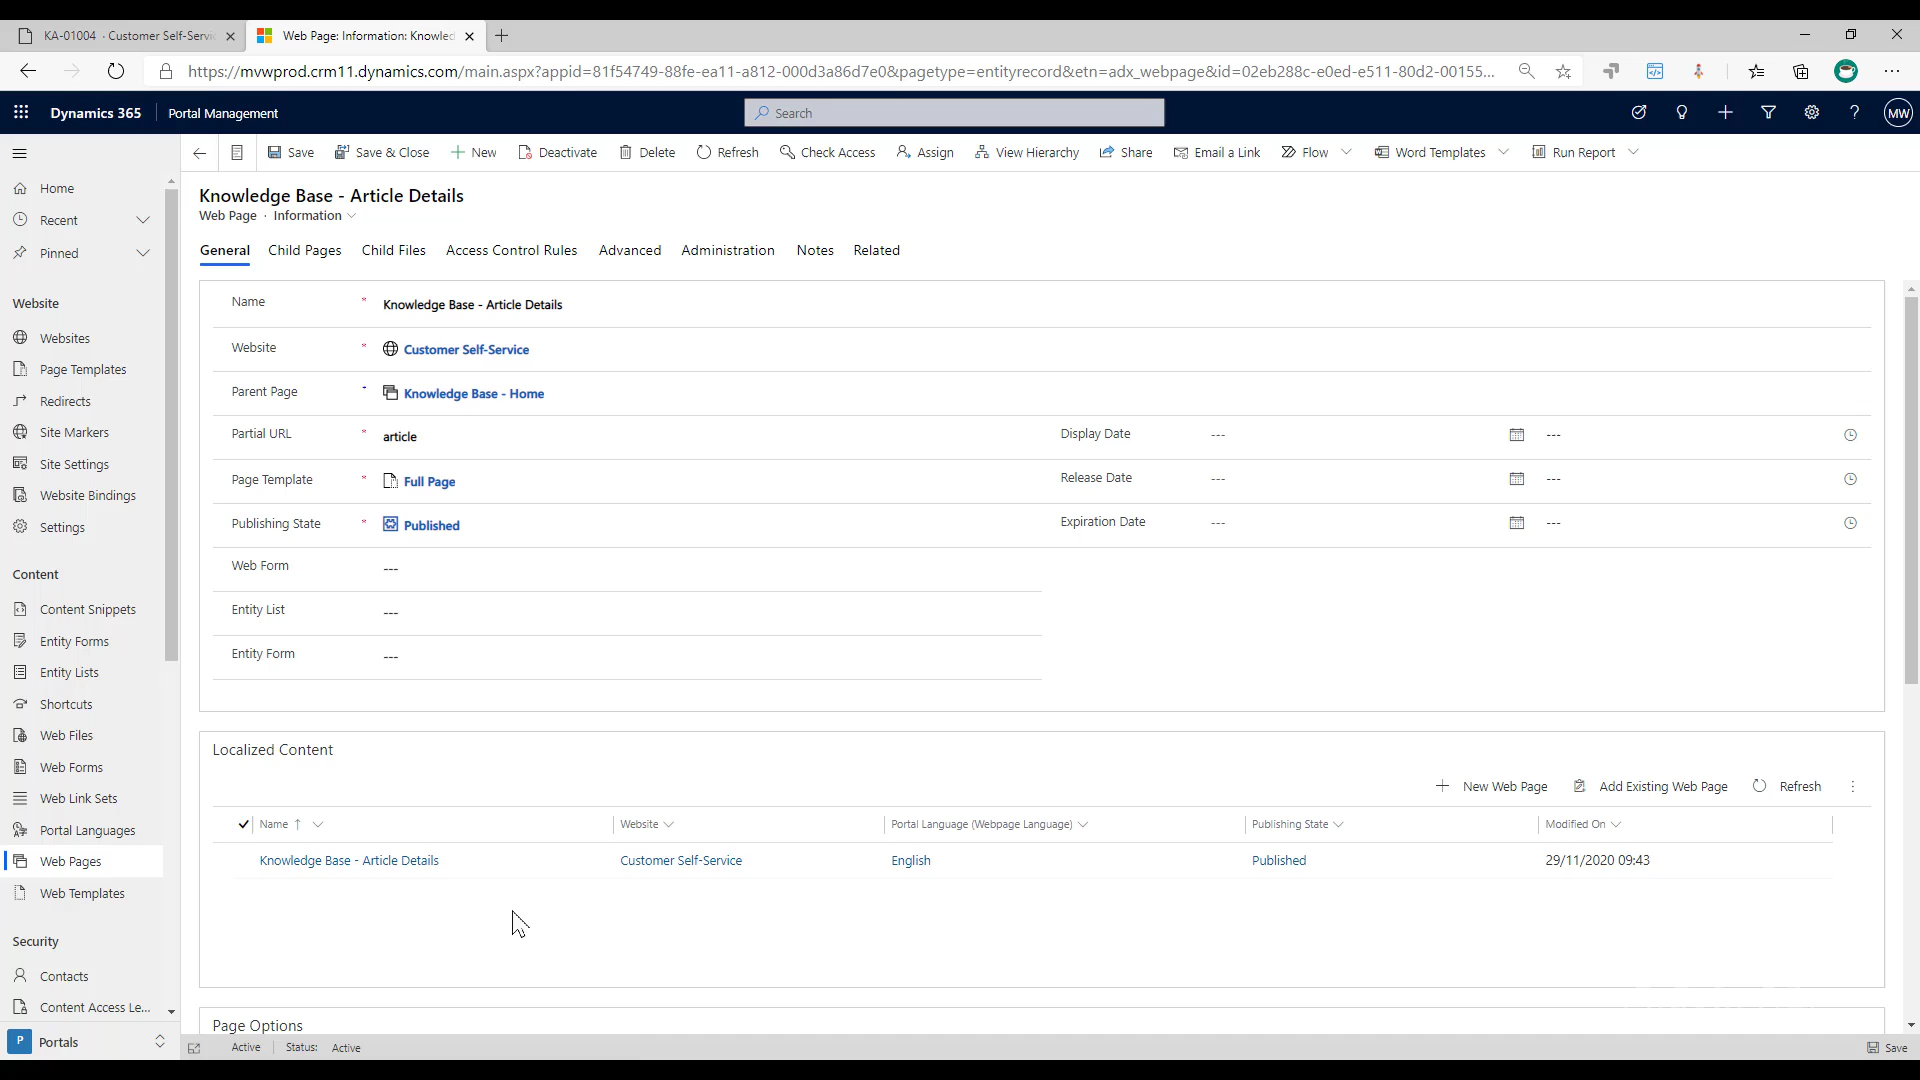 KA-01004 · Customer Self-Servi
Web Page: Information: Knowled
https://mvwprod.crm11.dynamics.com/main.aspx?appid=81f54749-88fe-ea11-a812-000d3a86d7e0&pagetype=entityrecord&etn=adx_webpage&id=02eb288c-e0ed-e511-80d2-00155...
Dynamics 365
Portal Management
Search
MW
Save
Save & Close
New
Deactivate
Delete
Refresh
Check Access
Assign
View Hierarchy
Share
Email a Link
Flow
Word Templates
Run Report
Home
Recent
Pinned
Website
Websites
Page Templates
Redirects
Site Markers
Site Settings
Website Bindings
Settings
Content
Content Snippets
Entity Forms
Entity Lists
Shortcuts
Web Files
Web Forms
Web Link Sets
Portal Languages
Web Pages
Web Templates
Security
Contacts
Content Access Le...
P Portals
Knowledge Base - Article Details
Web Page · Information
General Child Pages Child Files Access Control Rules Advanced Administration Notes Related
Name * Knowledge Base - Article Details
Website * Customer Self-Service
Parent Page Knowledge Base - Home
Partial URL * article
Display Date --- ---
Page Template * Full Page
Release Date --- ---
Publishing State * Published
Expiration Date --- ---
Web Form ---
Entity List ---
Entity Form ---
Localized Content
New Web Page Add Existing Web Page Refresh
Name Website Portal Language (Webpage Language) Publishing State Modified On
Knowledge Base - Article Details Customer Self-Service English Published 29/11/2020 09:43
Page Options
Active Status: Active Save